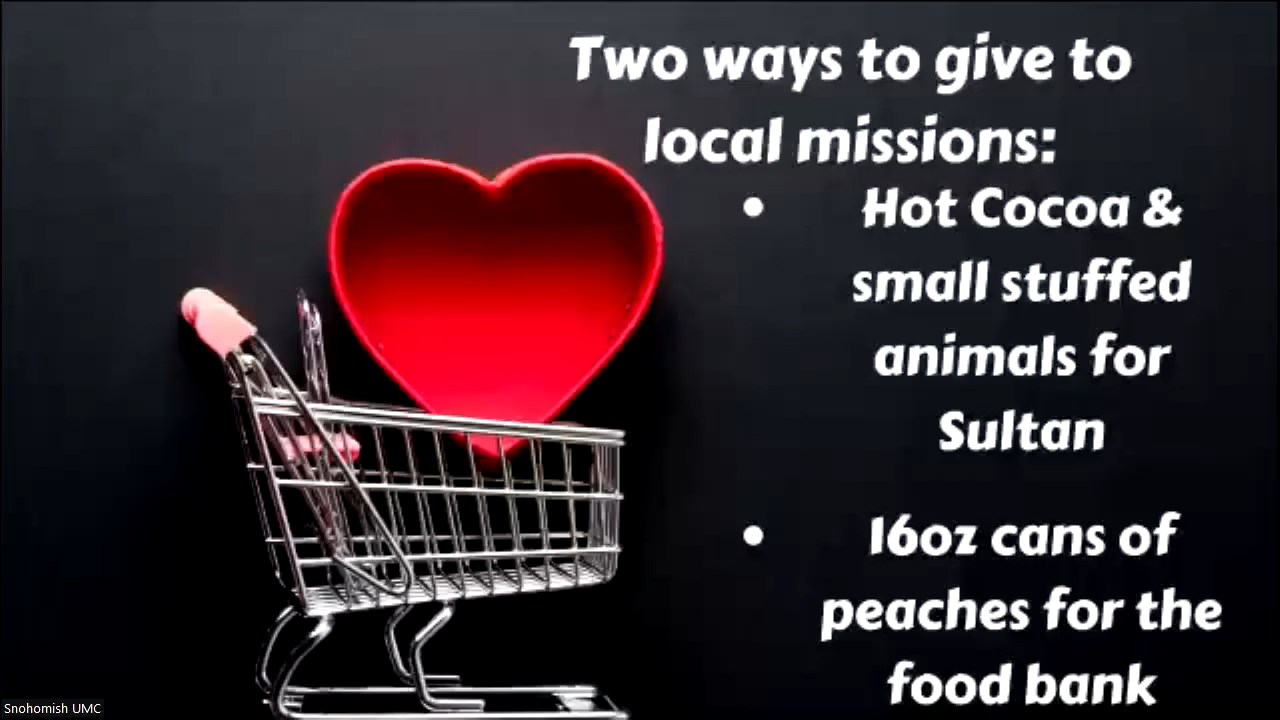 Two ways to give to
local missions:
• Hot Cocoa &
small stuffed
animals for
Sultan
• 16oz cans of
peaches for the
food bank
Snohomish UMC